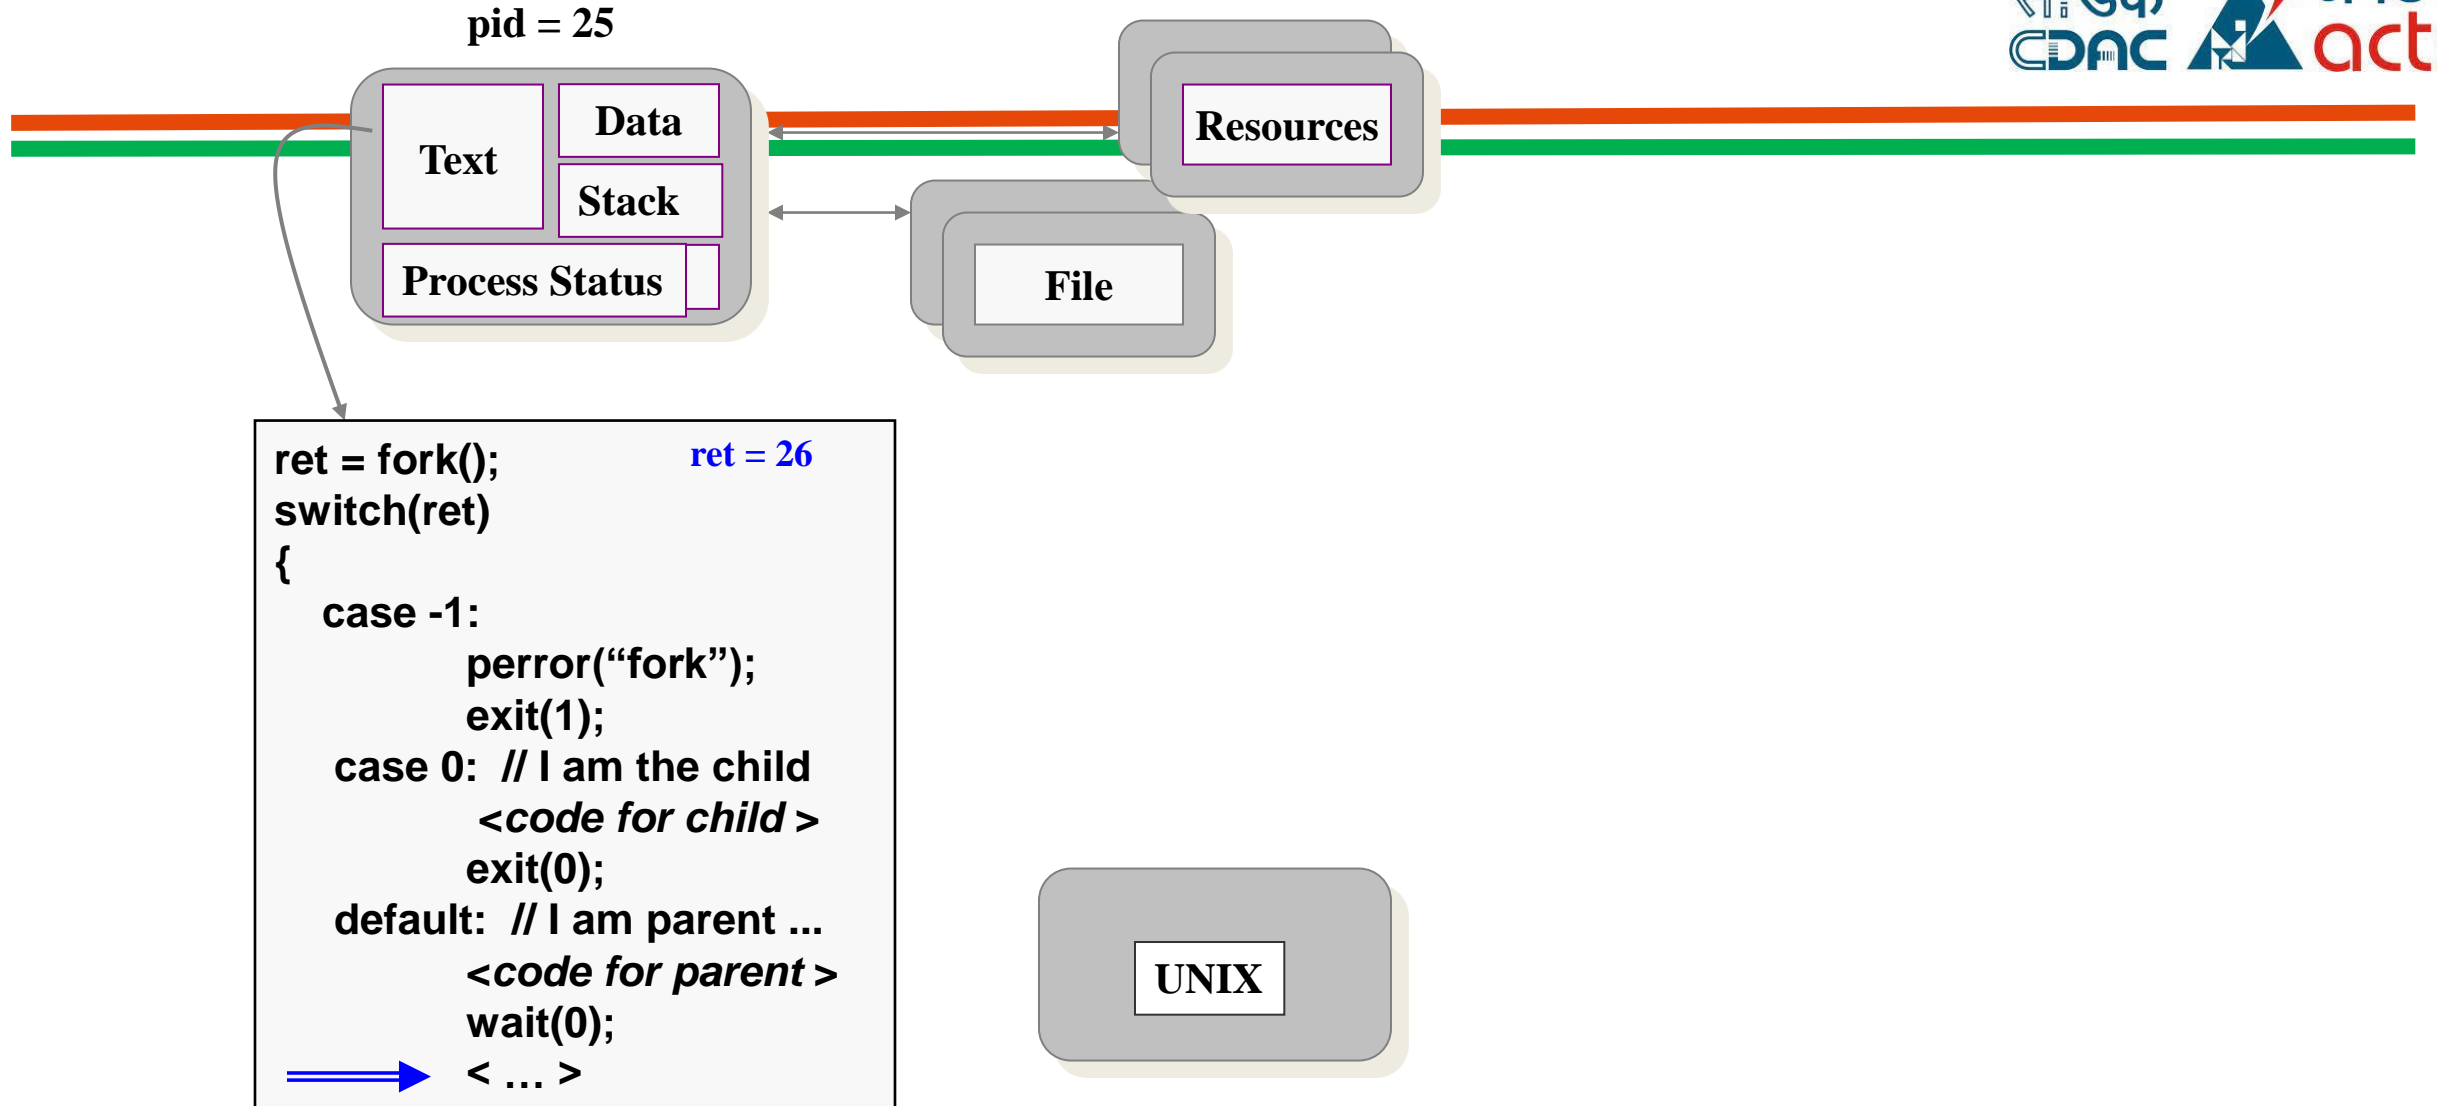 pid = 25
CDAC
act
Data
Text
Stack
Process Status
Resources
File
ret = fork();
ret = 26
switch(ret)
{
case -1:
perror(“fork”);
exit(1);
case 0: // I am the child
<code for child >
exit(0);
default: // I am parent ...
<code for parent >
wait(0);
< … >
UNIX